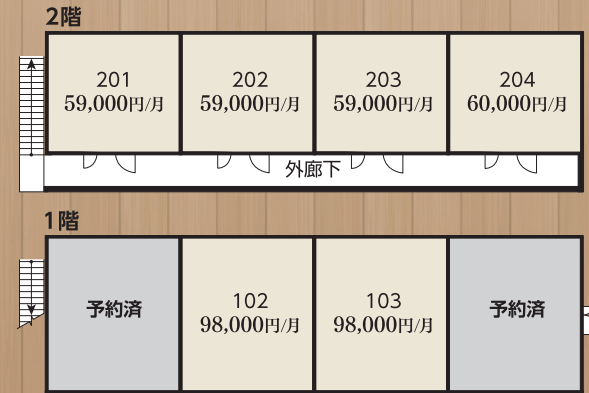 2階
201
59,000円/月
202
59,000円/月
203
59,000円/月
204
60,000円/月
外廊下
1階
予約済
102
98,000円/月
103
98,000円/月
予約済